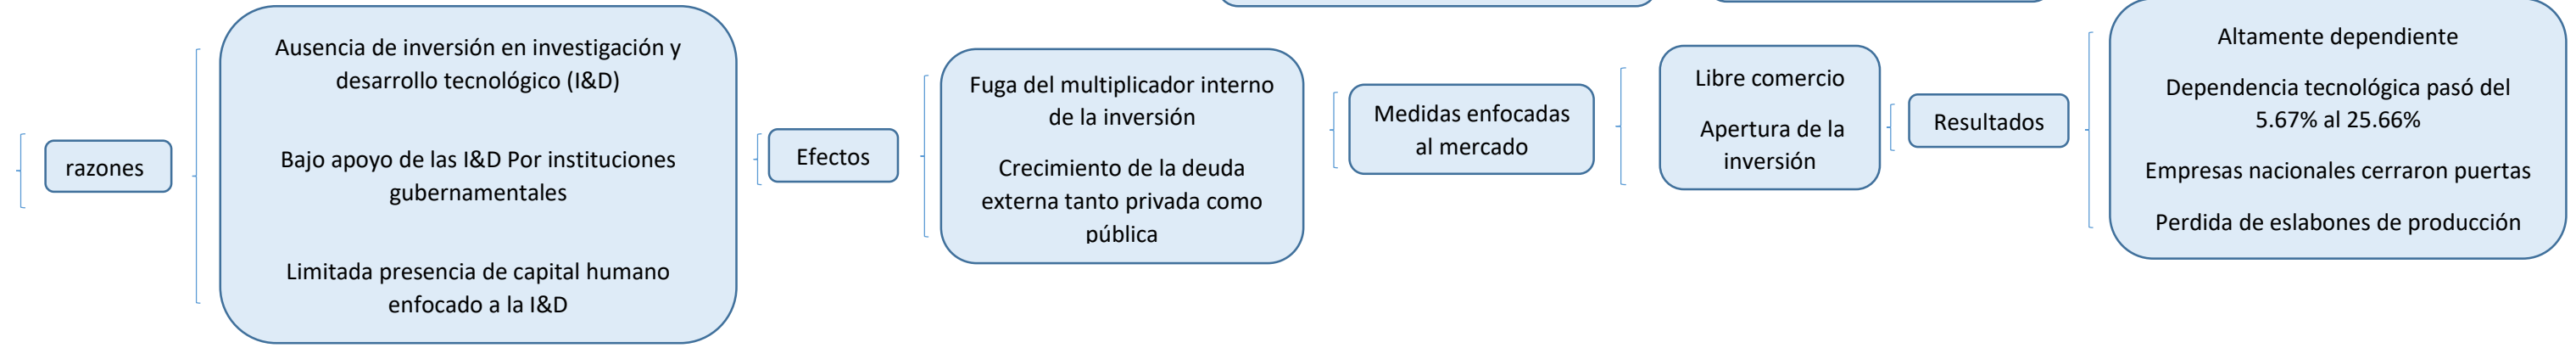 razones
Ausencia de inversión en investigación y
desarrollo tecnológico (I&D)
Bajo apoyo de las I&D Por instituciones
gubernamentales
Limitada presencia de capital humano
enfocado a la I&D
Efectos
Fuga del multiplicador interno
de la inversión
Crecimiento de la deuda
externa tanto privada como
pública
Medidas enfocadas
al mercado
Libre comercio
Apertura de la
inversión
Resultados
Altamente dependiente
Dependencia tecnológica pasó del
5.67% al 25.66%
Empresas nacionales cerraron puertas
Perdida de eslabones de producción